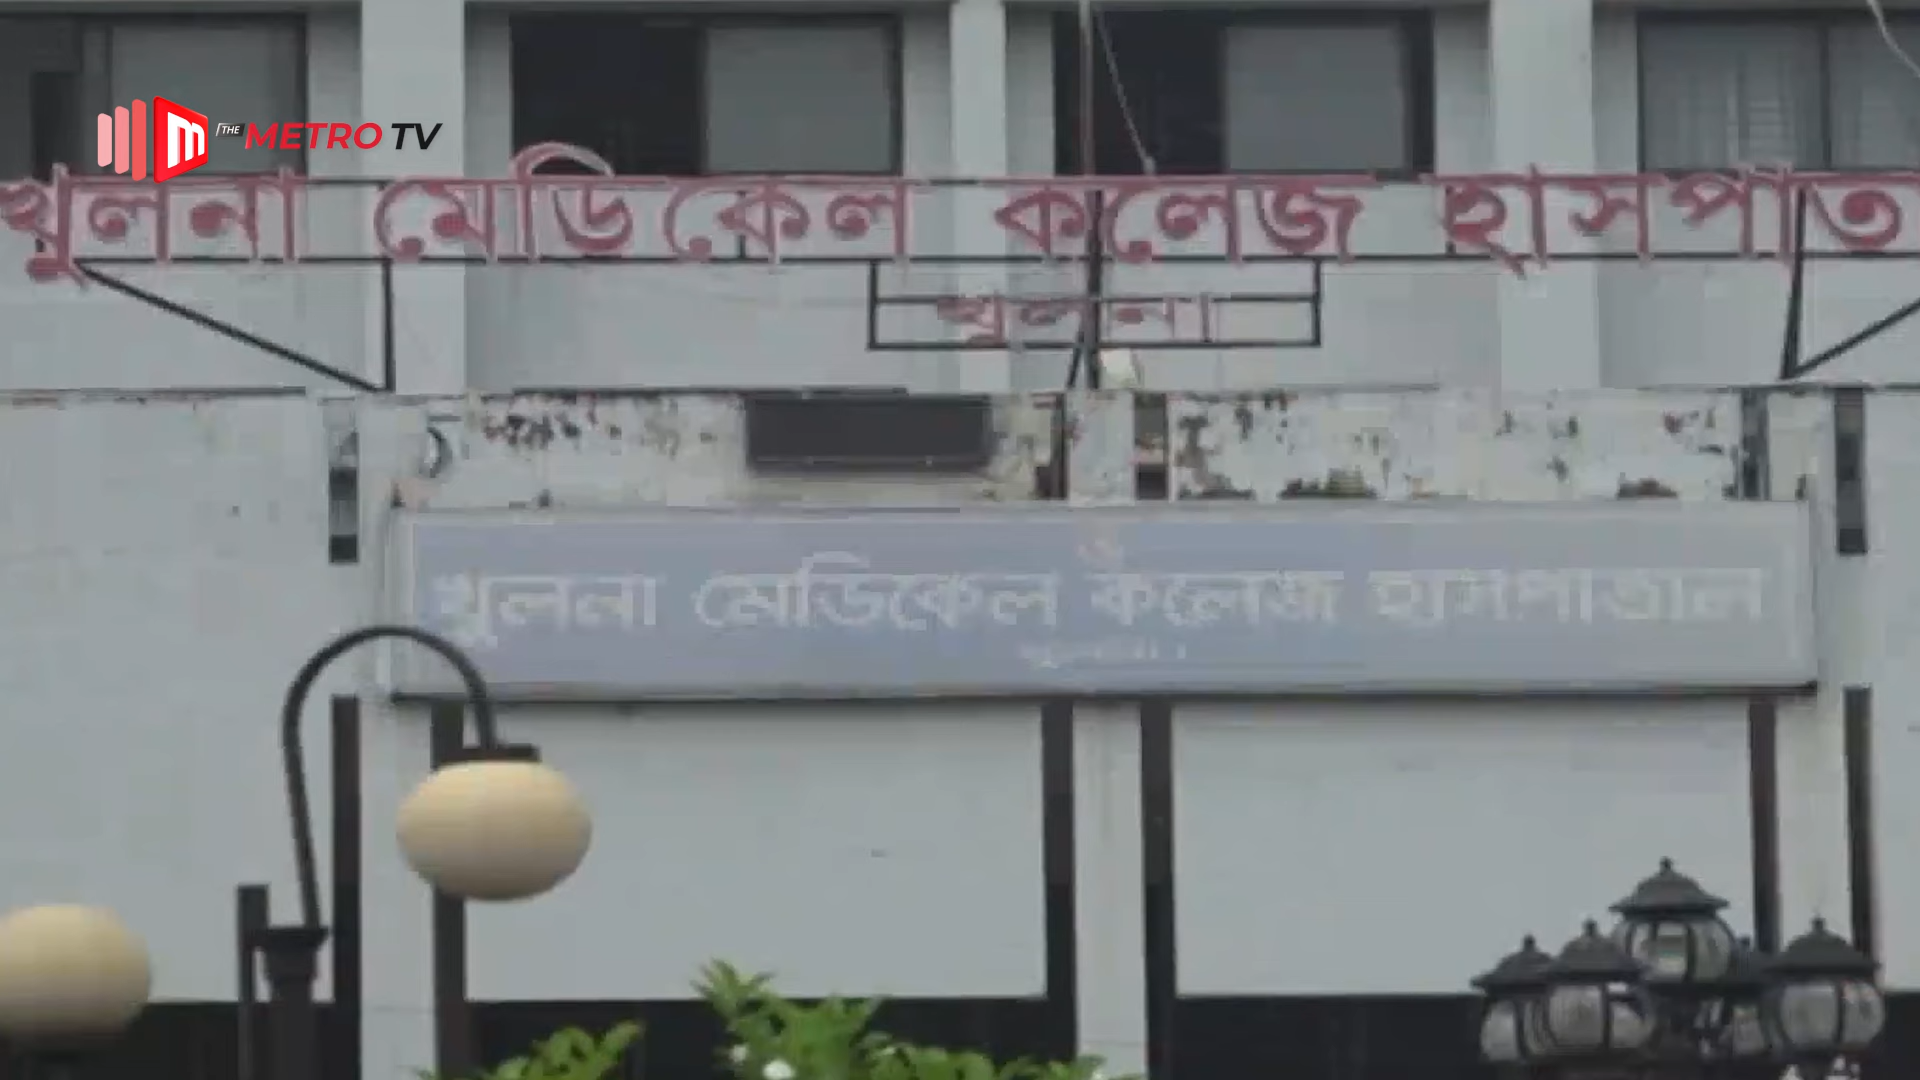 THE METRO TV
খুলনা মেডিকেল কলেজ হাসপাতা
খুলনা
খুলনা মেডিকেল কলেজ হাসপাতাল